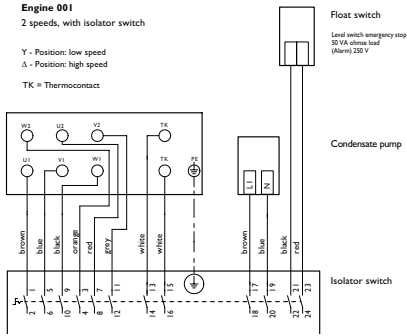 Engine 001
2 speeds, with isolator switch
Y - Position: low speed
Δ - Position: high speed
TK = Thermocontact
Float switch
Level switch emergency stop
50 VA ohmse load
(Alarm) 250 V
Condensate pump
W2 U2 V2 TK
U1 V1 W1 TK PE
L1 N
brown blue black orange red grey white white brown blue black red
Isolator switch
1 5 9 3 7 11 13 15 17 19 21 23
2 6 10 4 8 12 14 16 18 20 22 24